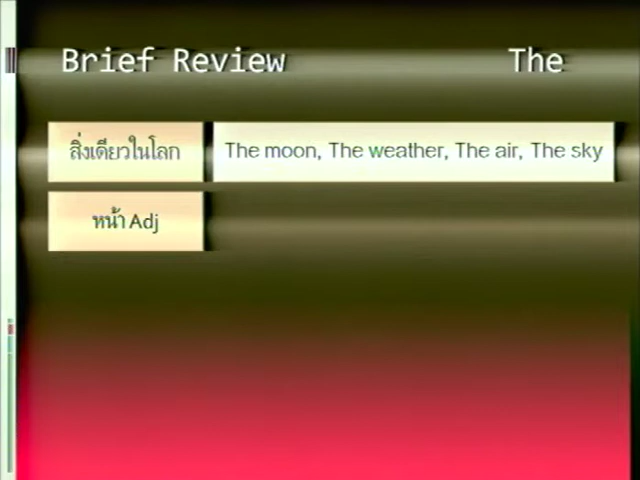 Brief Review The
สิ่งเดียวในโลก The moon, The weather, The air, The sky
หน้า Adj